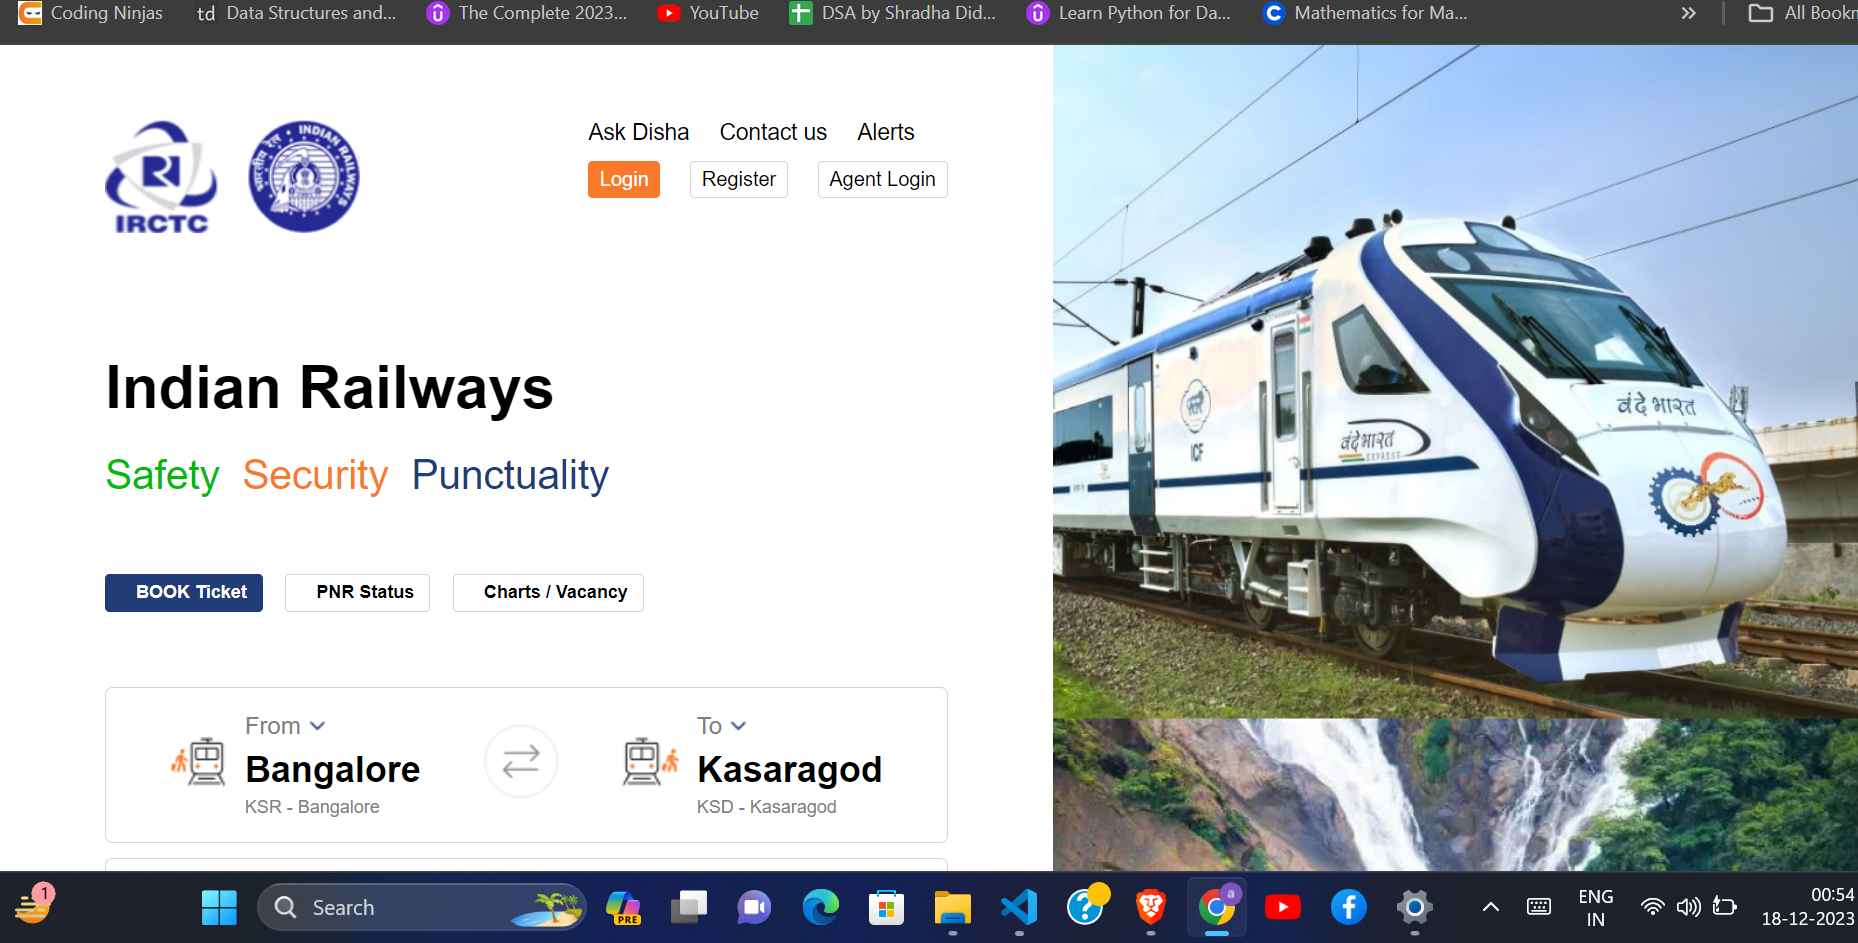 Coding Ninjas
td Data Structures and...
The Complete 2023...
YouTube
DSA by Shradha Did...
Learn Python for Da...
Mathematics for Ma...
»
All Bookm
IRCTC
भारतीय रेल • INDIAN RAILWAYS
Ask Disha Contact us Alerts
Login Register Agent Login
Indian Railways
Safety Security Punctuality
BOOK Ticket PNR Status Charts / Vacancy
From
Bangalore
KSR - Bangalore
To
Kasaragod
KSD - Kasaragod
वंदे भारत
वंदे भारत
EXPRESS
ICF
1
Search
PRE
a
ENG
IN
00:54
18-12-2023